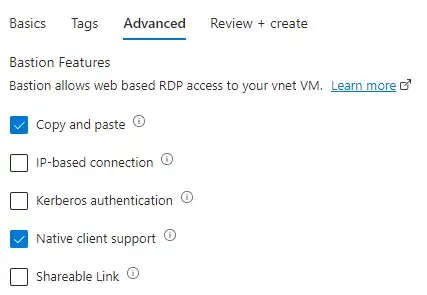 Basics Tags Advanced Review + create
Bastion Features
Bastion allows web based RDP access to your vnet VM. Learn more
Copy and paste
IP-based connection
Kerberos authentication
Native client support
Shareable Link